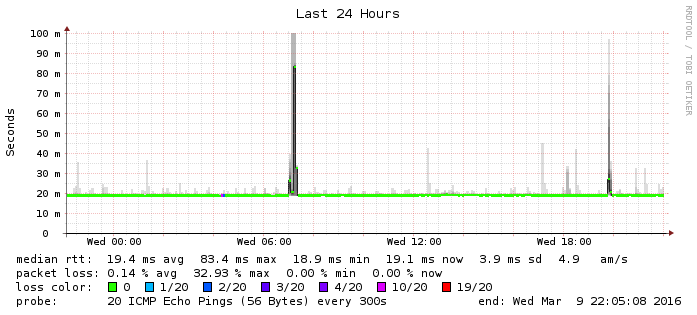 Last 24 Hours
RRDTOOL / TOBI OETIKER
Seconds
100 m
90 m
80 m
70 m
60 m
50 m
40 m
30 m
20 m
10 m
0
Wed 00:00 Wed 06:00 Wed 12:00 Wed 18:00
median rtt: 19.4 ms avg 83.4 ms max 18.9 ms min 19.1 ms now 3.9 ms sd 4.9 am/s
packet loss: 0.14 % avg 32.93 % max 0.00 % min 0.00 % now
loss color: 0 1/20 2/20 3/20 4/20 10/20 19/20
probe: 20 ICMP Echo Pings (56 Bytes) every 300s end: Wed Mar 9 22:05:08 2016